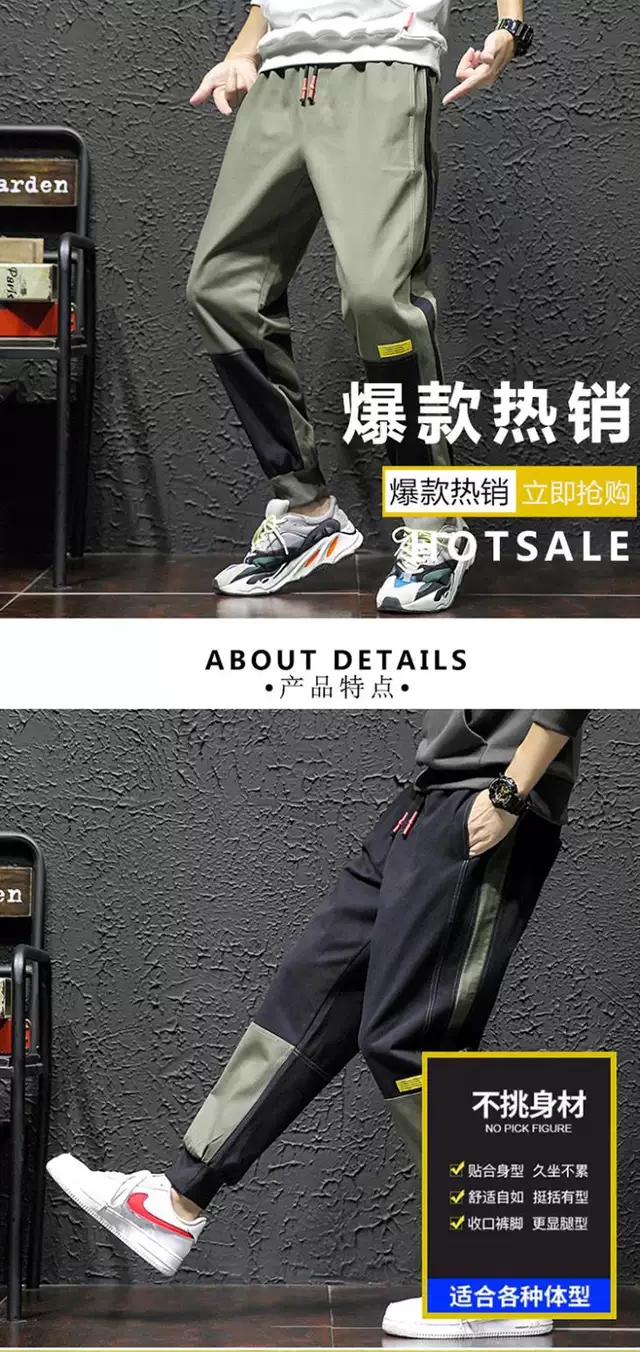 arden
Paris
爆款热销
爆款热销 立即抢购
HOTSALE
ABOUT DETAILS
•产品特点•
en
不挑身材
NO PICK FIGURE
贴合身型 久坐不累
舒适自如 挺括有型
收口裤脚 更显腿型
适合各种体型